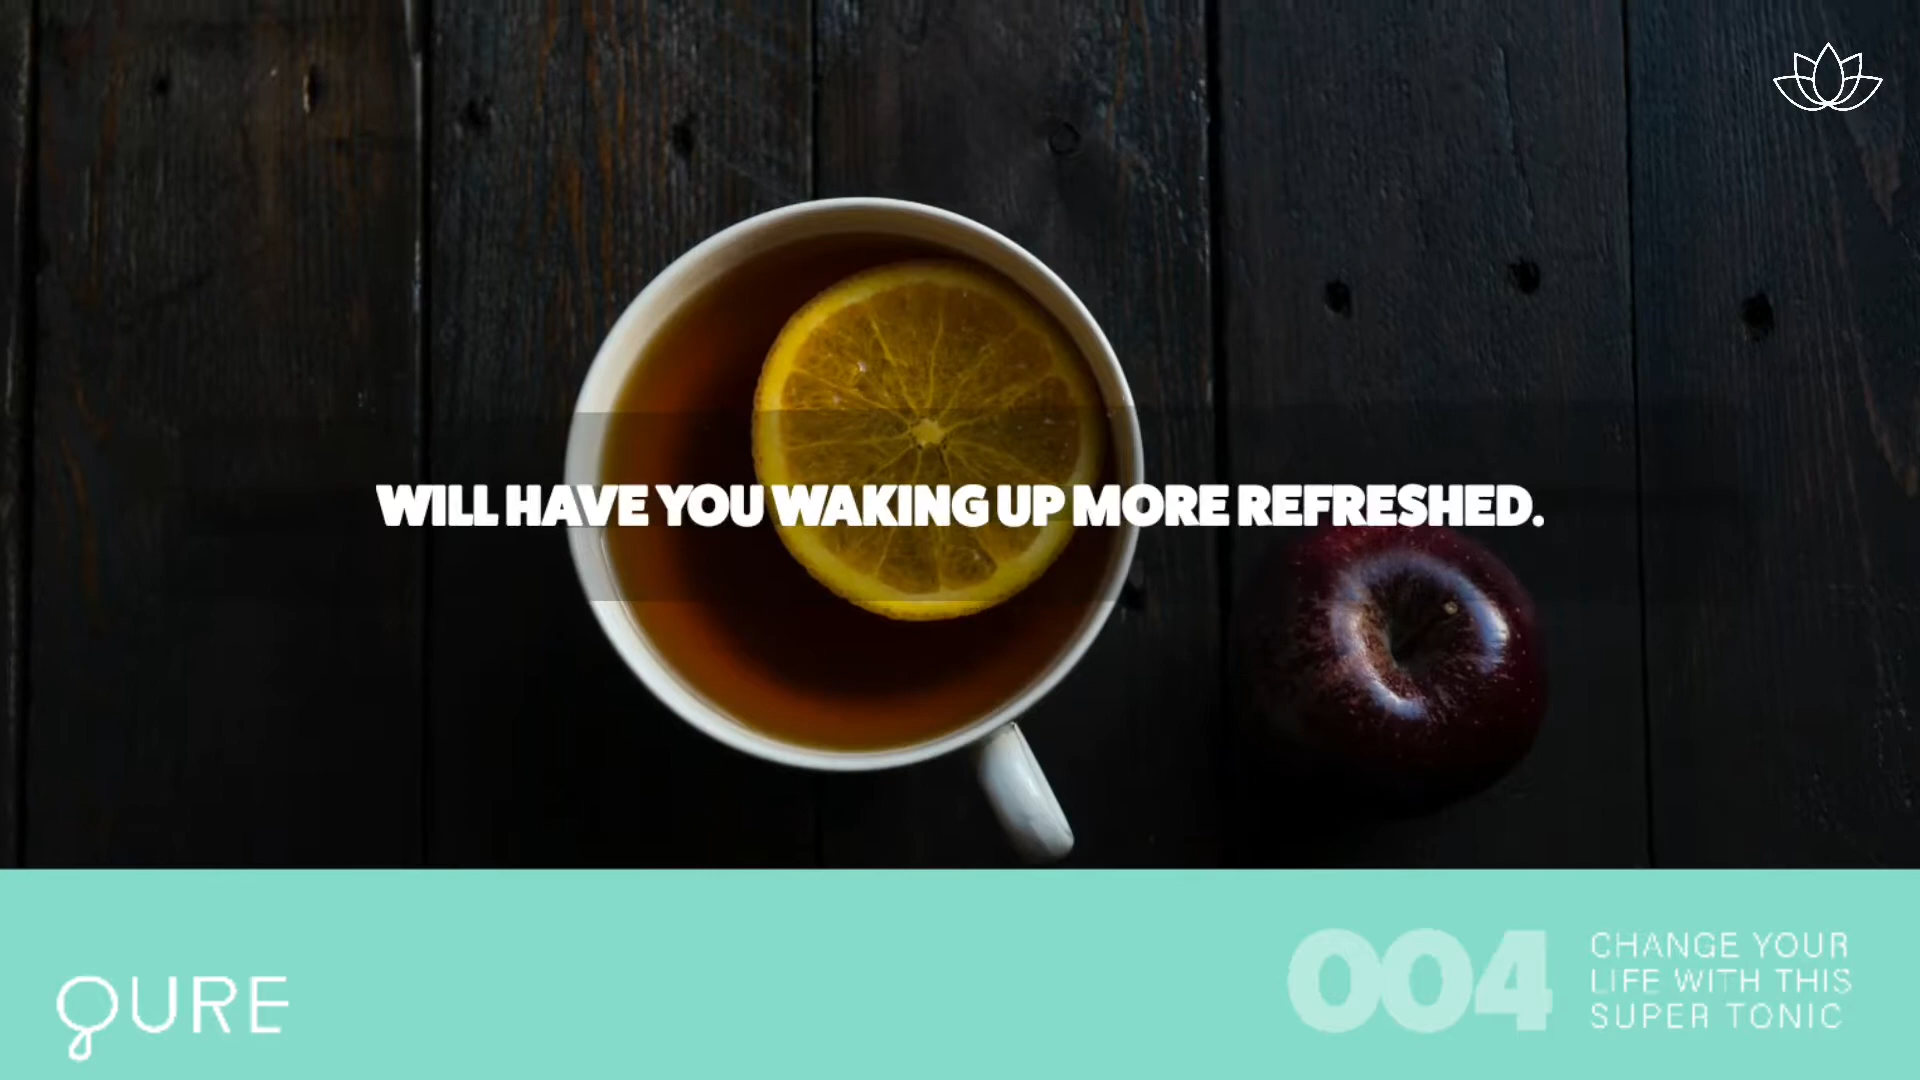 WILL HAVE YOU WAKING UP MORE REFRESHED.
QURE
004
CHANGE YOUR
LIFE WITH THIS
SUPER TONIC